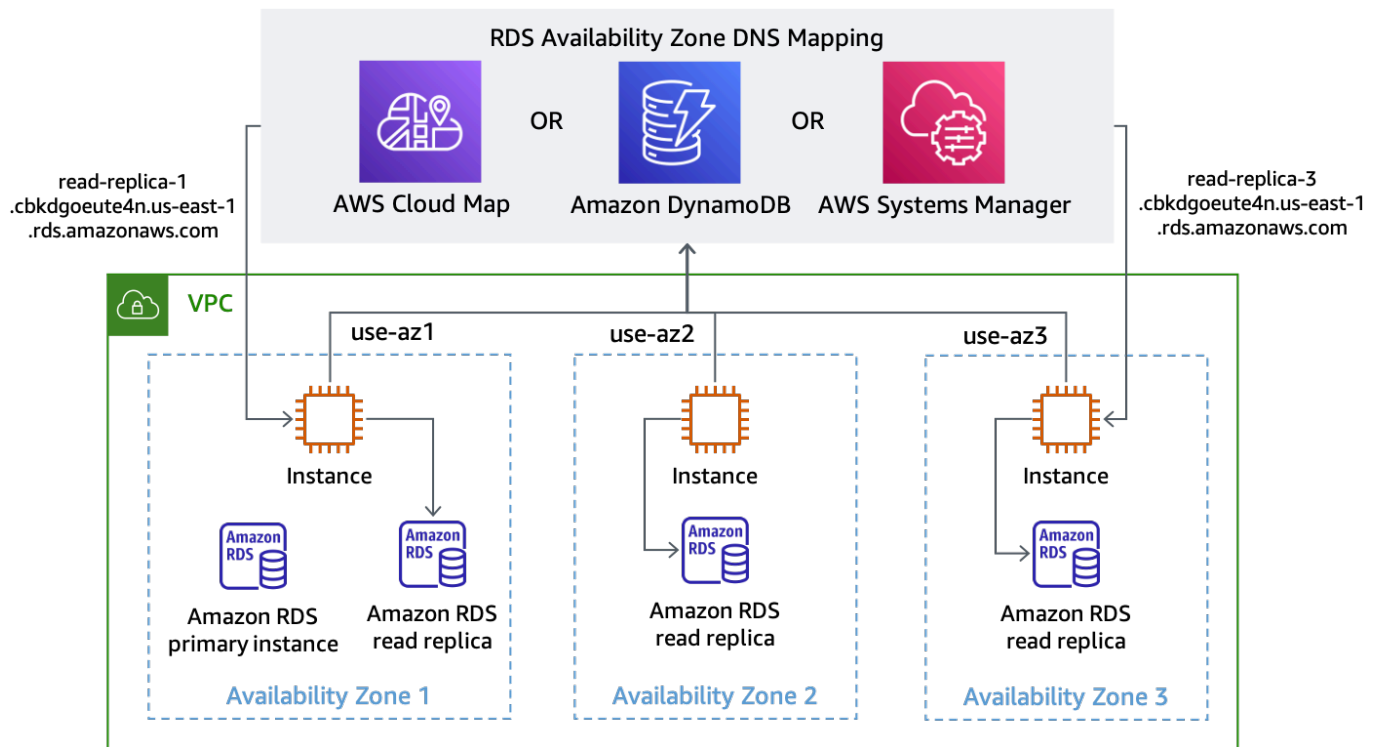 RDS Availability Zone DNS Mapping
OR
OR
AWS Cloud Map
Amazon DynamoDB
AWS Systems Manager
read-replica-1
.cbkdgoeute4n.us-east-1
.rds.amazonaws.com
read-replica-3
.cbkdgoeute4n.us-east-1
.rds.amazonaws.com
VPC
use-az1
use-az2
use-az3
Instance
Instance
Instance
Amazon
RDS
Amazon
RDS
Amazon
RDS
Amazon
RDS
Amazon RDS
primary instance
Amazon RDS
read replica
Amazon RDS
read replica
Amazon RDS
read replica
Availability Zone 1
Availability Zone 2
Availability Zone 3